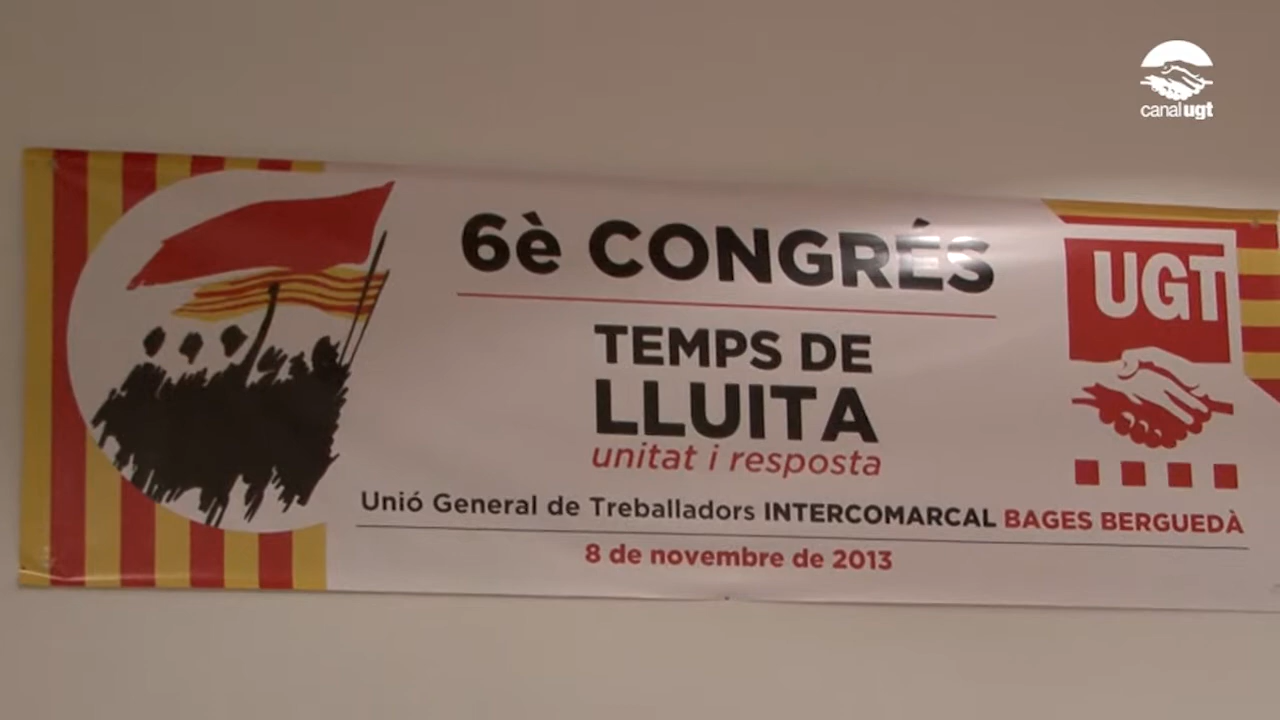 canalugt
6è CONGRÉS
UGT
TEMPS DE
LLUITA
unitat i resposta
Unió General de Treballadors INTERCOMARCAL BAGES BERGUEDÀ
8 de novembre de 2013